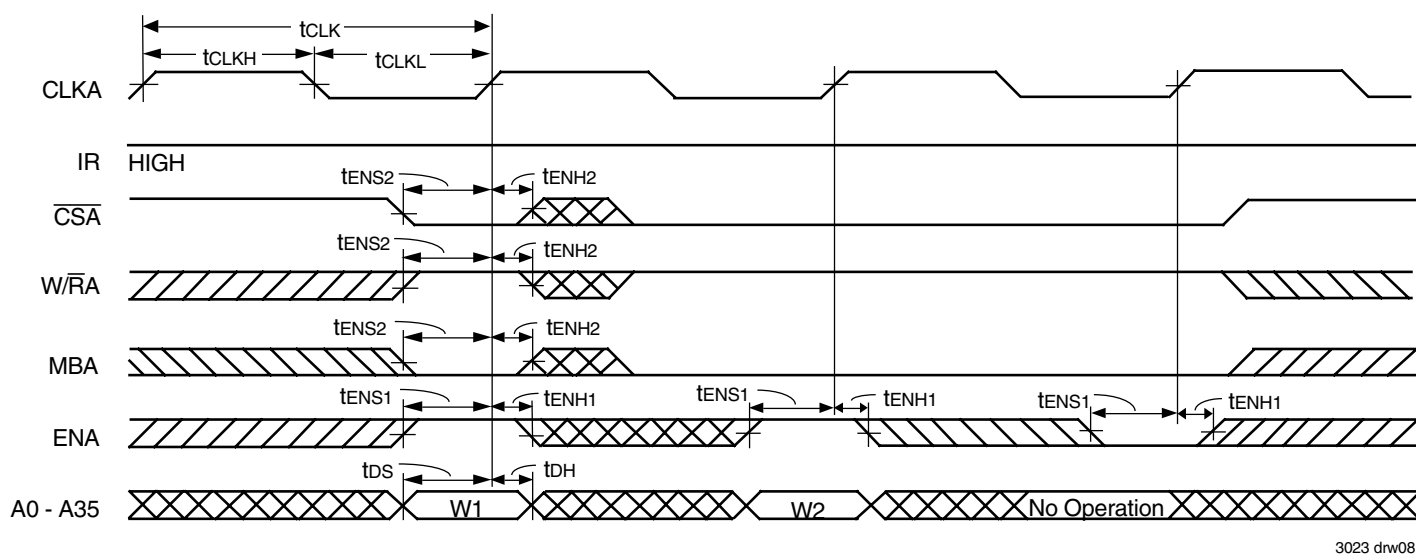 tCLK
tCLKH
tCLKL
CLKA
IR
HIGH
tENS2
tENH2
CSA
tENS2
tENH2
W/RA
tENS2
tENH2
MBA
tENS1
tENH1
tENS1
tENH1
tENS1
tENH1
ENA
tDS
tDH
A0 - A35
W1
W2
No Operation
3023 drw08